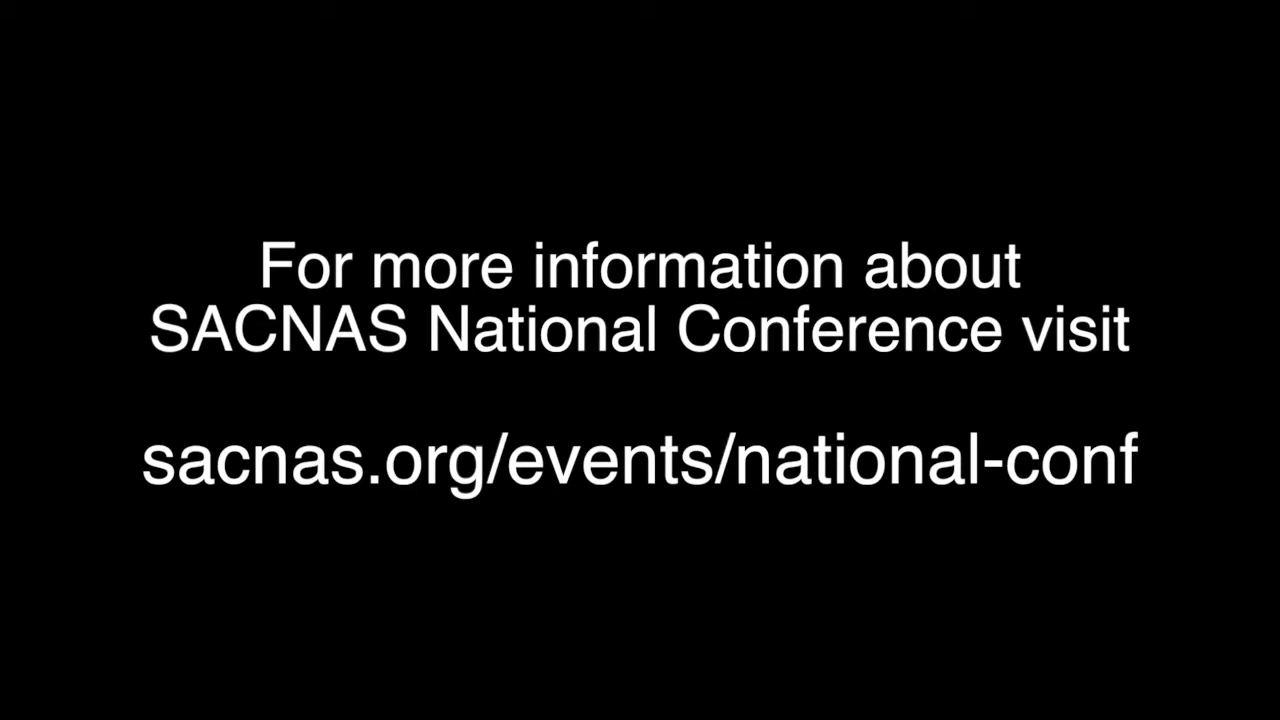 For more information about
SACNAS National Conference visit
sacnas.org/events/national-conf